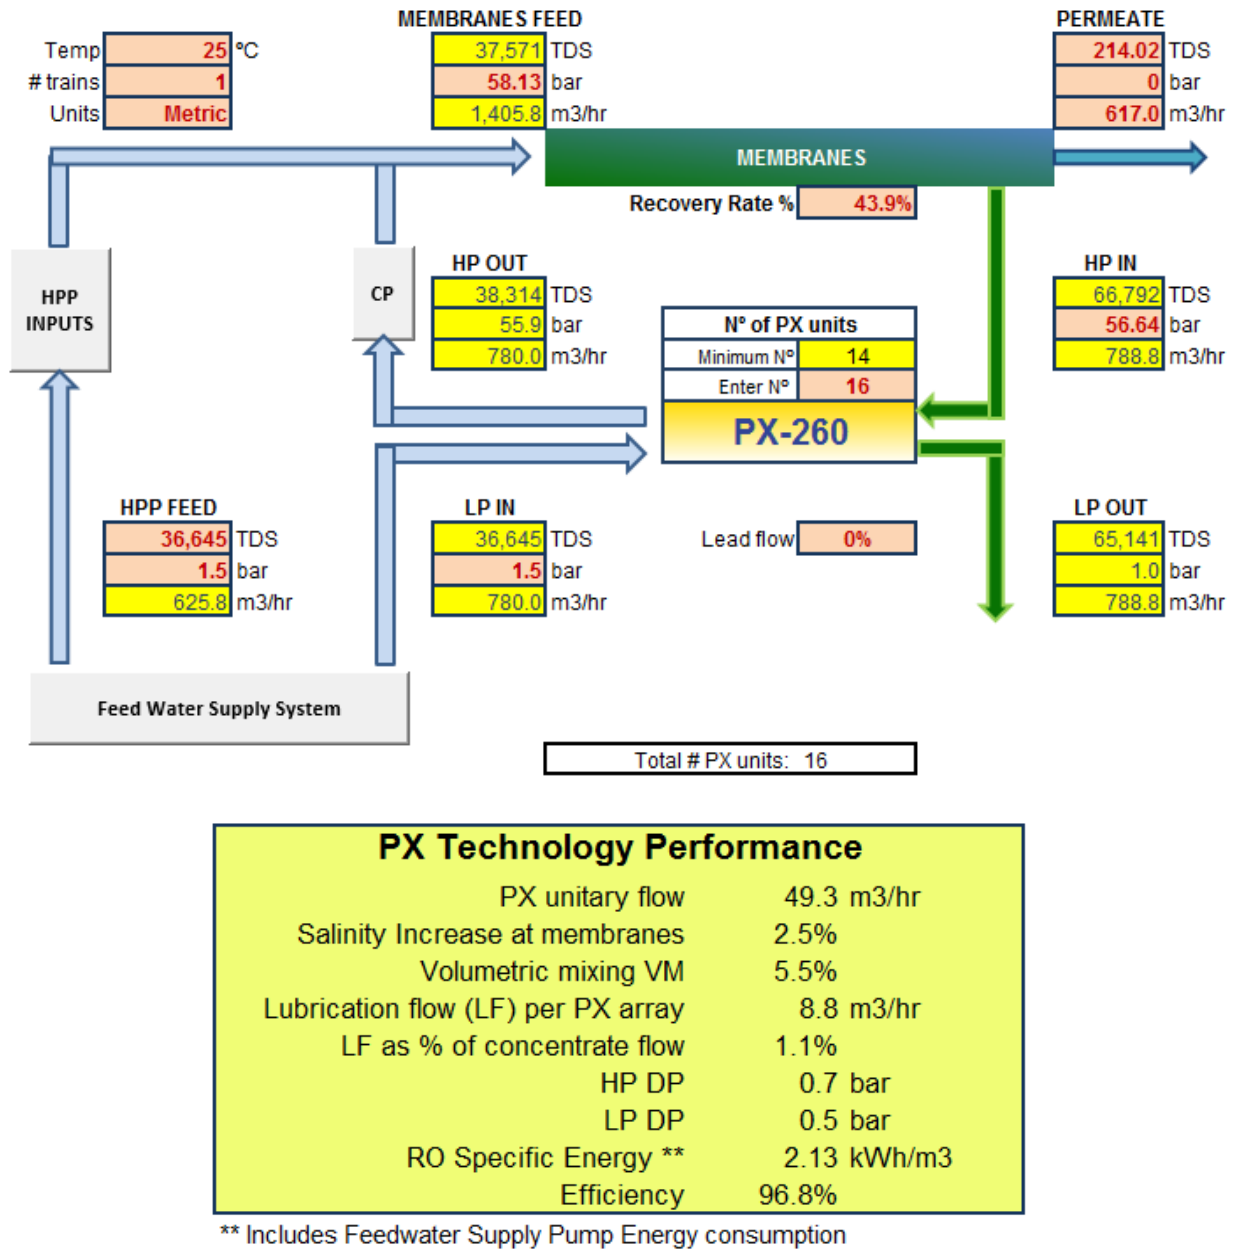 MEMBRANES FEED
PERMEATE
Temp 25 ºC
37,571 TDS
214.02 TDS
# trains 1
58.13 bar
0 bar
Units Metric
1,405.8 m3/hr
617.0 m3/hr
MEMBRANES
Recovery Rate % 43.9%
HPP INPUTS
CP
HP OUT
38,314 TDS
55.9 bar
780.0 m3/hr
Nº of PX units
Minimum Nº 14
Enter Nº 16
PX-260
HP IN
66,792 TDS
56.64 bar
788.8 m3/hr
HPP FEED
36,645 TDS
1.5 bar
625.8 m3/hr
LP IN
36,645 TDS
1.5 bar
780.0 m3/hr
Lead flow 0%
LP OUT
65,141 TDS
1.0 bar
788.8 m3/hr
Feed Water Supply System
Total # PX units: 16
PX Technology Performance
PX unitary flow 49.3 m3/hr
Salinity Increase at membranes 2.5%
Volumetric mixing VM 5.5%
Lubrication flow (LF) per PX array 8.8 m3/hr
LF as % of concentrate flow 1.1%
HP DP 0.7 bar
LP DP 0.5 bar
RO Specific Energy ** 2.13 kWh/m3
Efficiency 96.8%
** Includes Feedwater Supply Pump Energy consumption